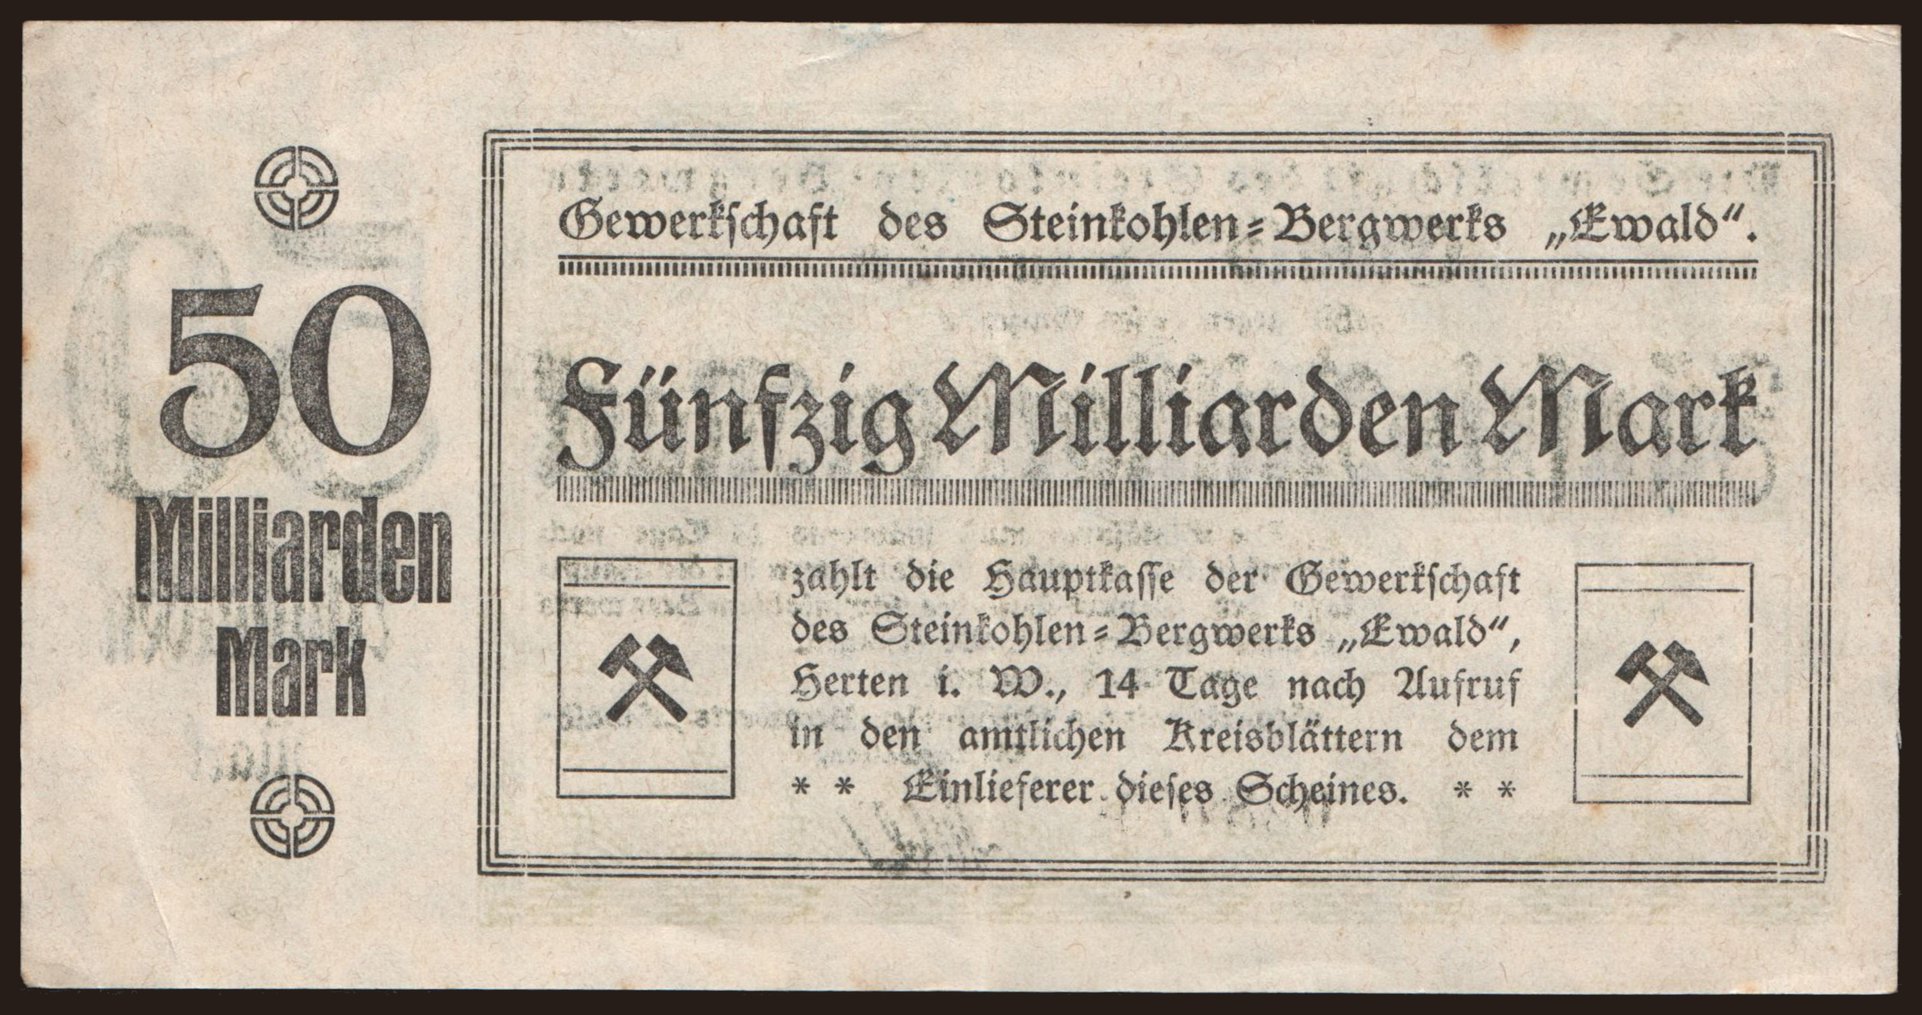 50
Milliarden
Mark
Gewerkschaft des Steinkohlen-Bergwerks „Ewald“.
Fünfzig Milliarden Mark
zahlt die Hauptkasse der Gewerkschaft
des Steinkohlen-Bergwerks „Ewald“,
Herten i. W., 14 Tage nach Aufruf
in den amtlichen Kreisblättern dem
* * Einlieferer dieses Scheines. * *